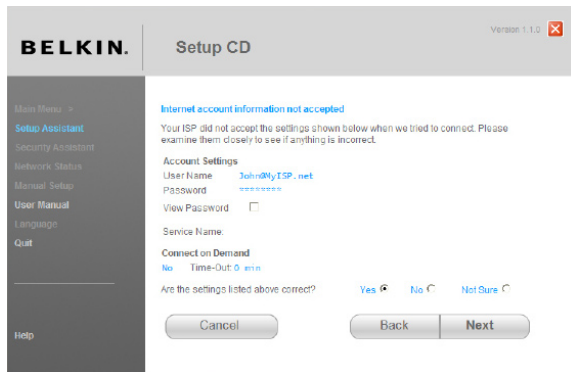 Version 1.1.0
BELKIN.
Setup CD
Main Menu >
Setup Assistant
Security Assistant
Network Status
Manual Setup
User Manual
Language
Quit
Help
Internet account information not accepted
Your ISP did not accept the settings shown below when we tried to connect. Please
examine them closely to see if anything is incorrect.
Account Settings
User Name John@MyISP.net
Password ********
View Password
Service Name:
Connect on Demand
No Time-Out: 0 min
Are the settings listed above correct? Yes No Not Sure
Cancel Back Next